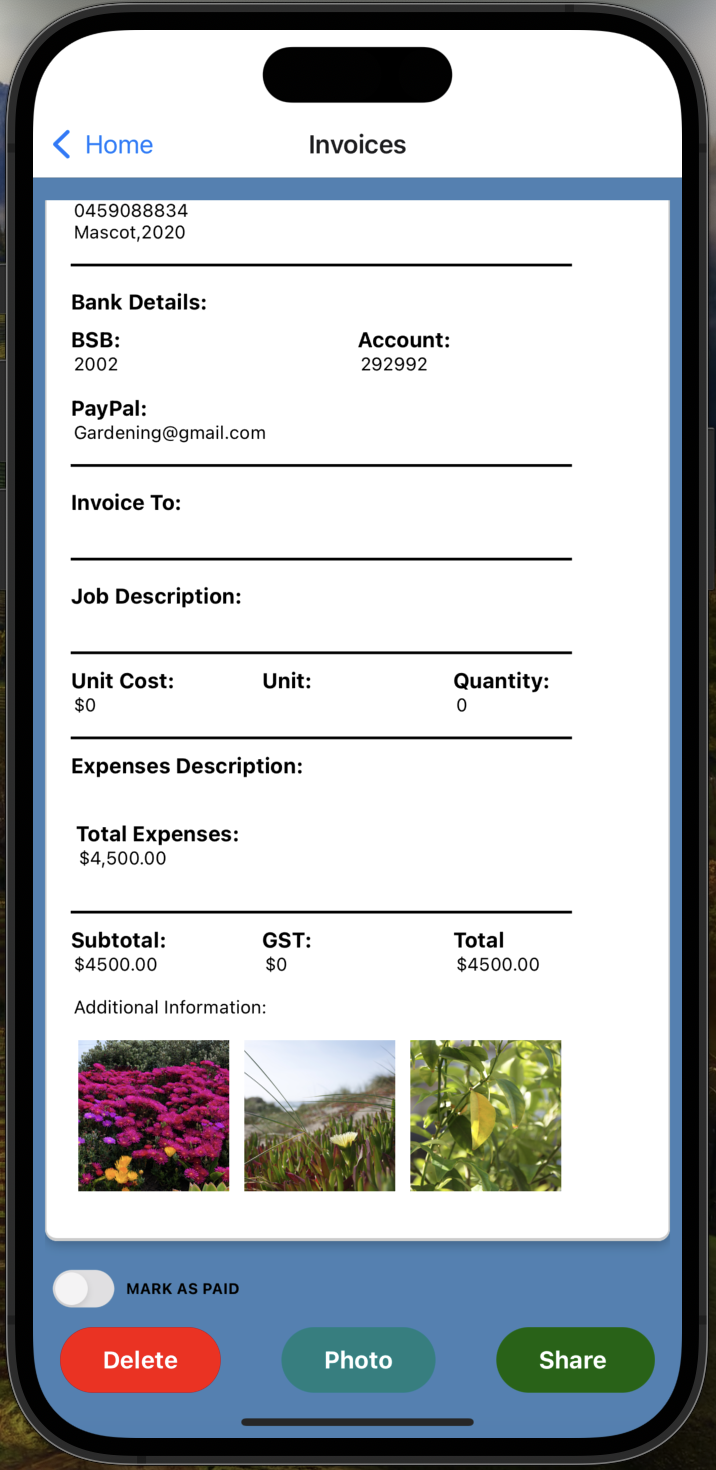 Home Invoices
0459088834
Mascot,2020
Bank Details:
BSB: Account:
2002 292992
PayPal:
Gardening@gmail.com
Invoice To:
Job Description:
Unit Cost: Unit: Quantity:
$0 0
Expenses Description:
Total Expenses:
$4,500.00
Subtotal: GST: Total
$4500.00 $0 $4500.00
Additional Information:
MARK AS PAID
Delete Photo Share